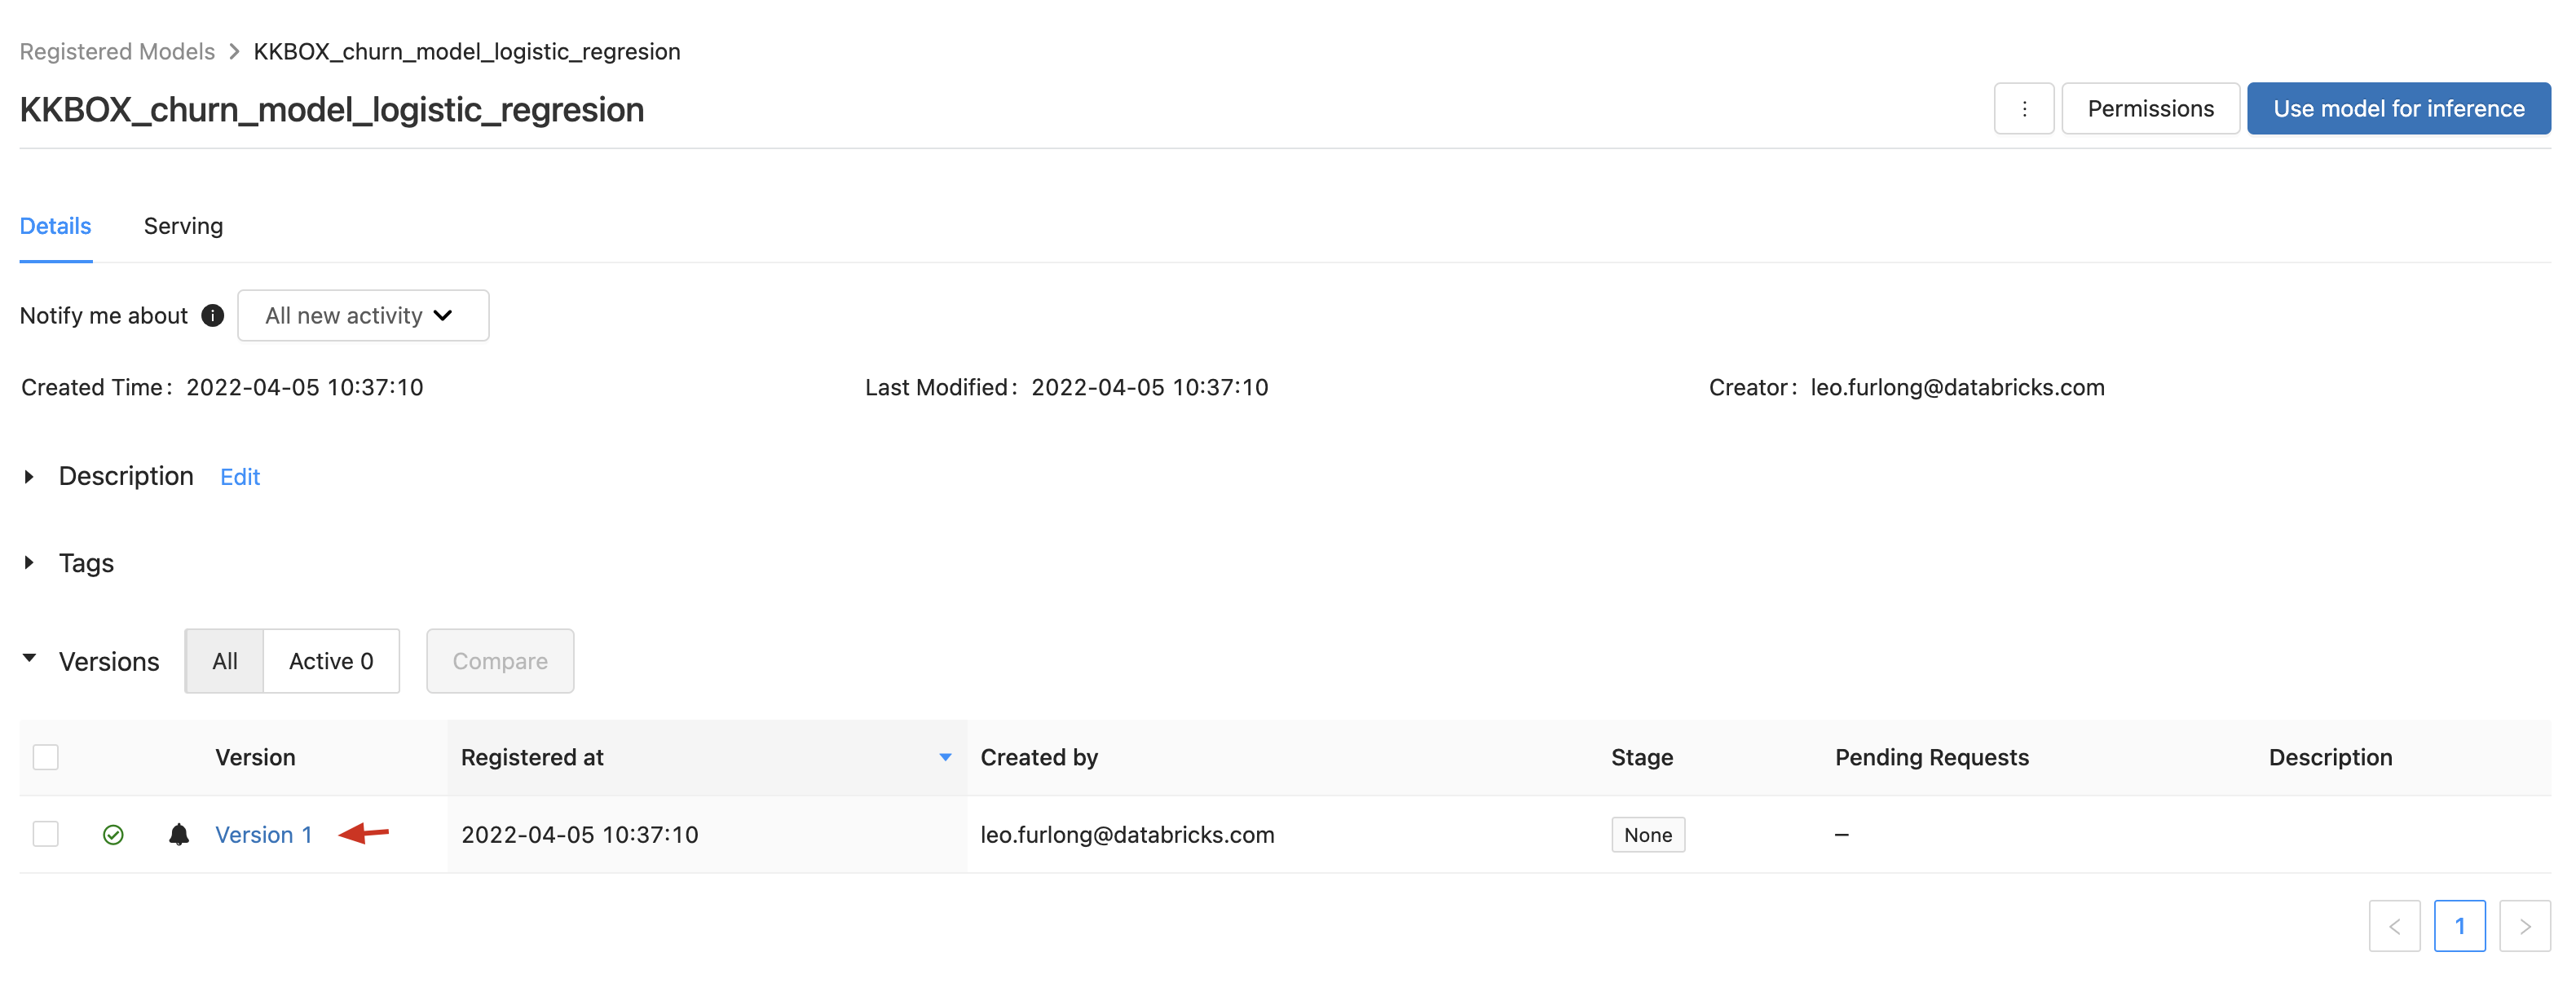 Registered Models > KKBOX_churn_model_logistic_regresion
KKBOX_churn_model_logistic_regresion
Permissions Use model for inference
Details Serving
Notify me about All new activity
Created Time: 2022-04-05 10:37:10 Last Modified: 2022-04-05 10:37:10 Creator: leo.furlong@databricks.com
Description Edit
Tags
Versions All Active 0 Compare
Version Registered at Created by Stage Pending Requests Description
Version 1 2022-04-05 10:37:10 leo.furlong@databricks.com None –
< 1 >